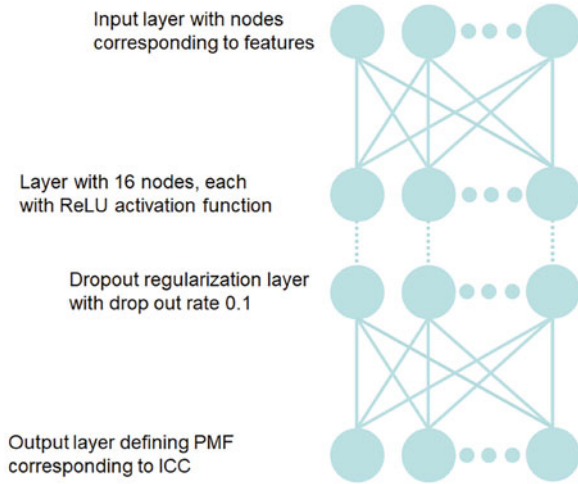 Input layer with nodes
corresponding to features
Layer with 16 nodes, each
with ReLU activation function
Dropout regularization layer
with drop out rate 0.1
Output layer defining PMF
corresponding to ICC